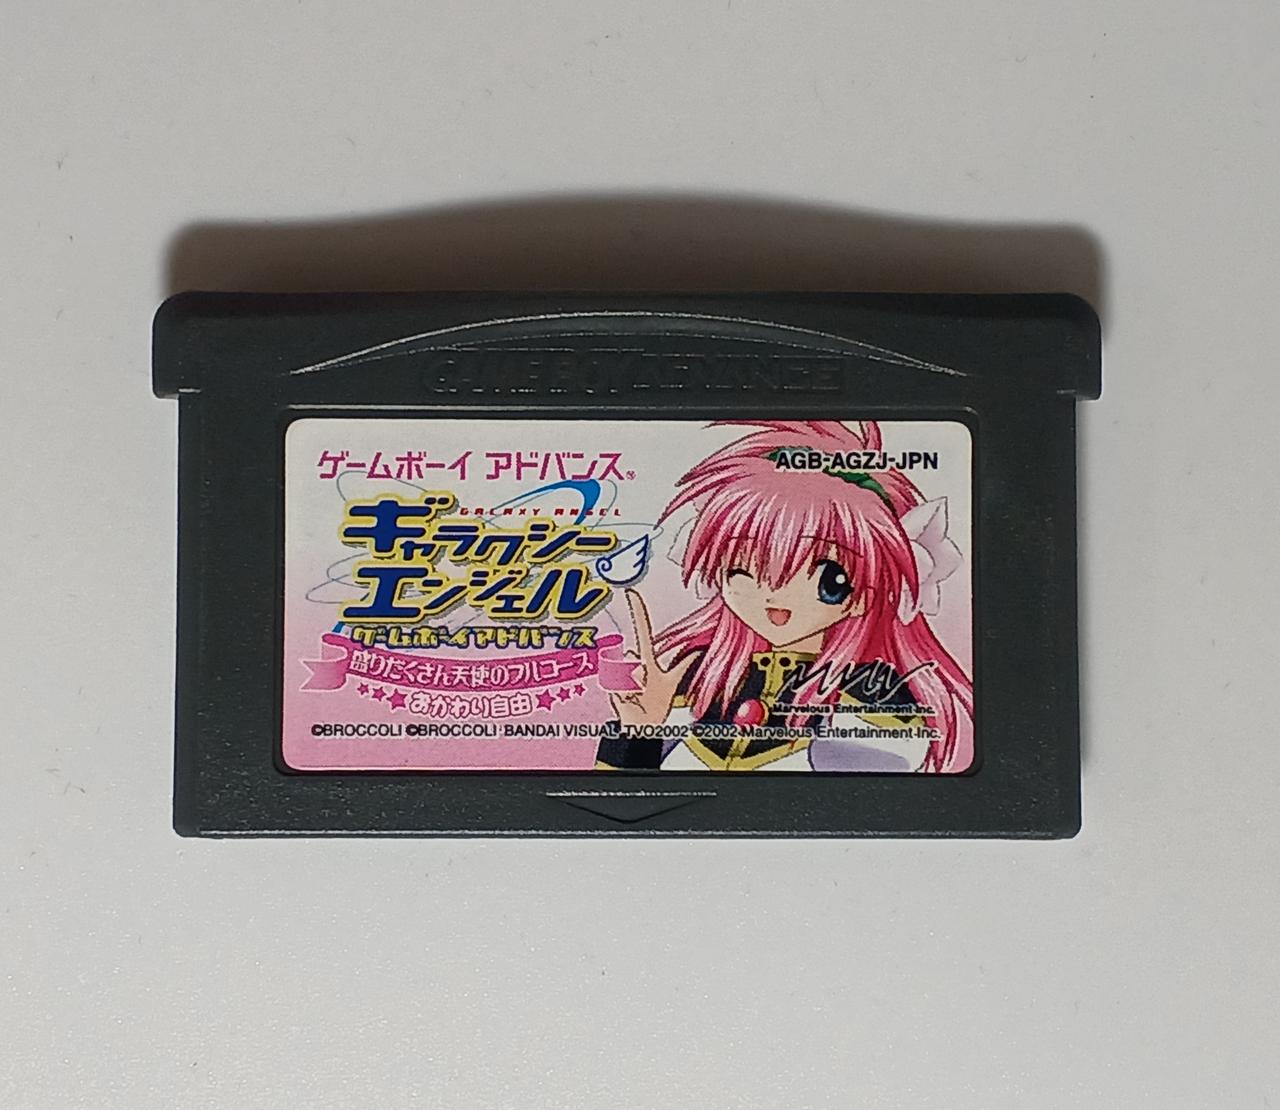 GAME BOY ADVANCE
ゲームボーイ アドバンス®
AGB-AGZJ-JPN
GALAXY ANGEL
ギャラクシー
エンジェル
ゲームボーイアドバンス
盛りだくさん天使のフルコース
おかわり自由
Marvelous Entertainment Inc.
©BROCCOLI ©BROCCOLI・BANDAI VISUAL, TVO2002 ©2002 Marvelous Entertainment Inc.